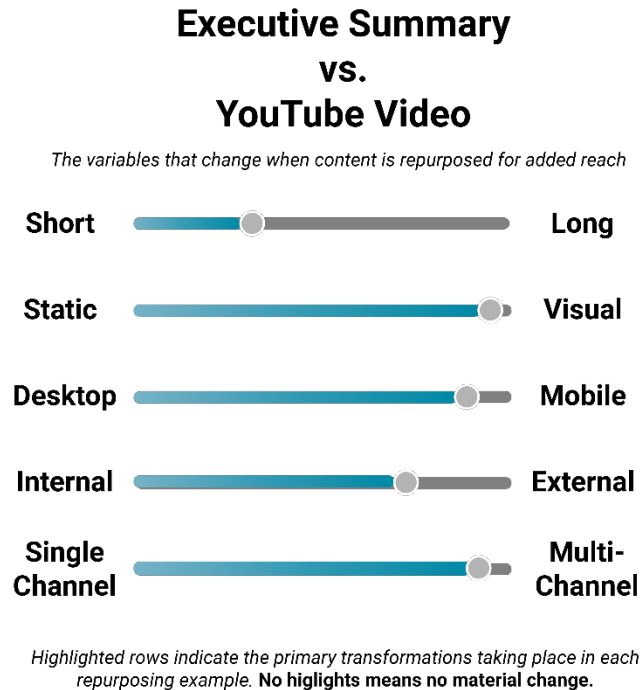 Executive Summary
vs.
YouTube Video
The variables that change when content is repurposed for added reach
Short
Long
Static
Visual
Desktop
Mobile
Internal
External
Single
Channel
Multi-
Channel
Highlighted rows indicate the primary transformations taking place in each
repurposing example. No higlights means no material change.